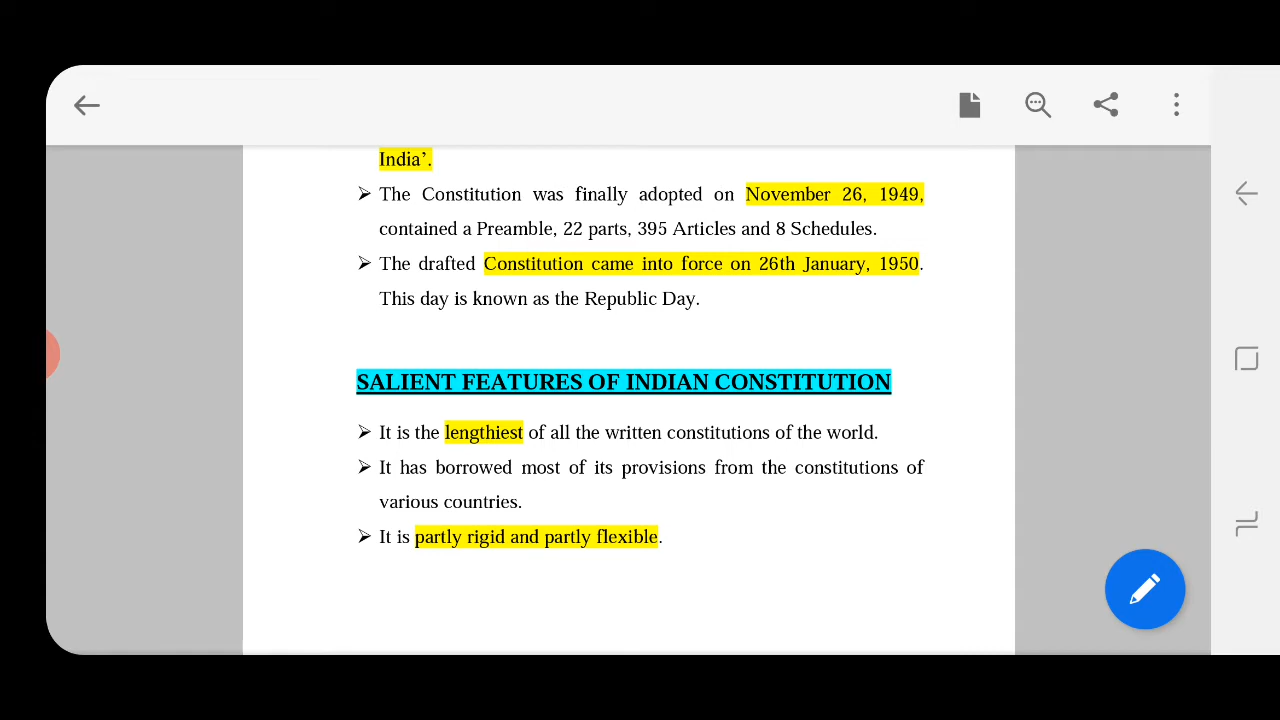 India’.
➢ The Constitution was finally adopted on November 26, 1949,
contained a Preamble, 22 parts, 395 Articles and 8 Schedules.
➢ The drafted Constitution came into force on 26th January, 1950.
This day is known as the Republic Day.
SALIENT FEATURES OF INDIAN CONSTITUTION
➢ It is the lengthiest of all the written constitutions of the world.
➢ It has borrowed most of its provisions from the constitutions of
various countries.
➢ It is partly rigid and partly flexible.